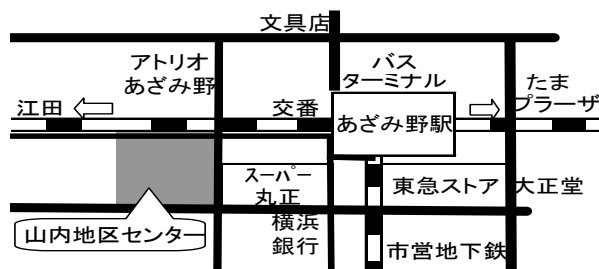 文具店
アトリオ
あざみ野
バス
ターミナル
たま
プラーザ
江田
交番
あざみ野駅
スーパー
丸正
東急ストア
大正堂
横浜
銀行
山内地区センター
市営地下鉄